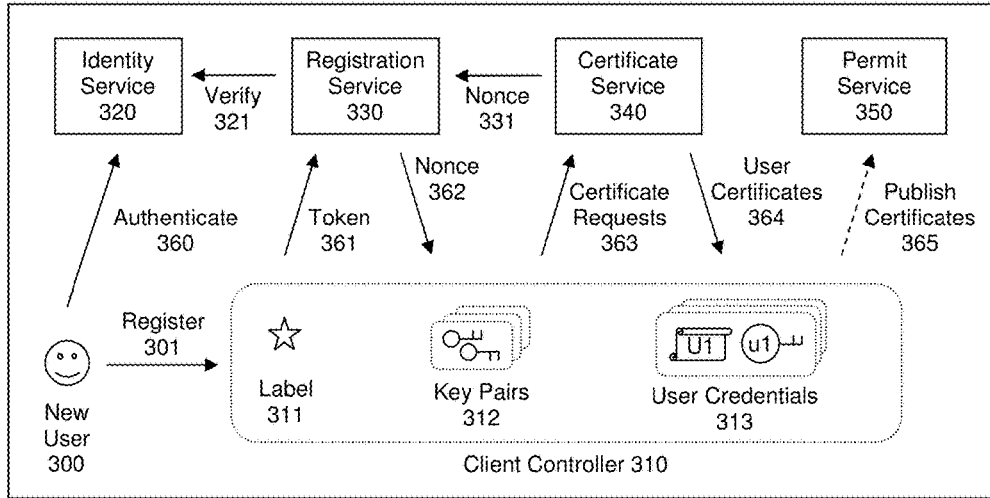 Identity
Service
320
Verify
321
Registration
Service
330
Nonce
331
Certificate
Service
340
Permit
Service
350
Authenticate
360
Token
361
Nonce
362
Certificate
Requests
363
User
Certificates
364
Publish
Certificates
365
Register
301
New
User
300
Label
311
Key Pairs
312
U1
u1
User Credentials
313
Client Controller 310